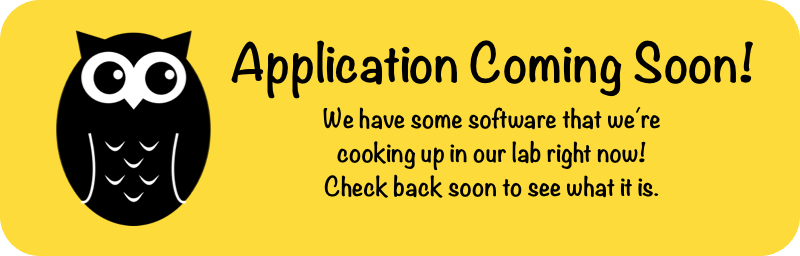 Application Coming Soon!
We have some software that we're
cooking up in our lab right now!
Check back soon to see what it is.